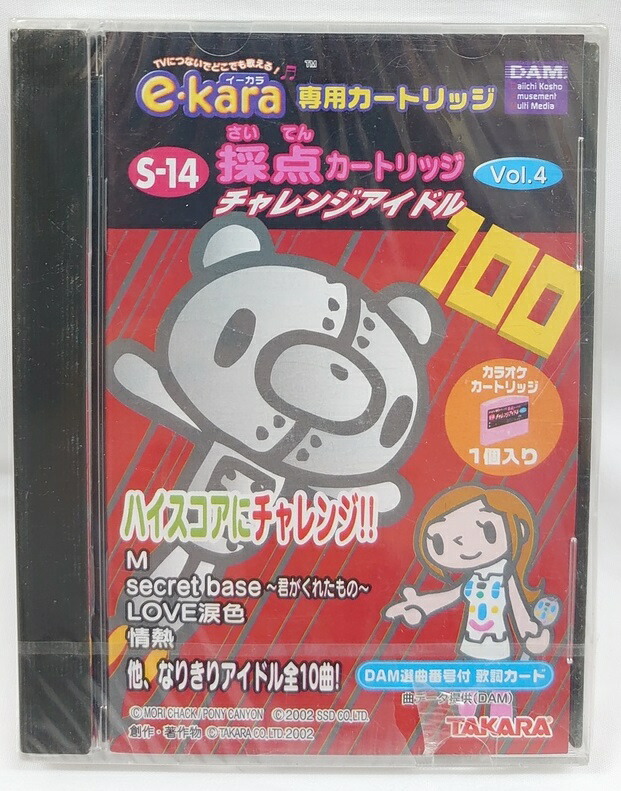 TVにつないでどこでも歌える!
イーカラ
e-kara™ 専用カートリッジ
DAM
aiichi Kosho
musement
ulti Media
さい てん
S-14 採点カートリッジ Vol.4
チャレンジアイドル
100
カラオケ
カートリッジ
1個入り
ハイスコアにチャレンジ!!
M
secret base ~君がくれたもの~
LOVE涙色
情熱
他、なりきりアイドル全10曲!
DAM選曲番号付 歌詞カード
曲データ提供(DAM)
© MORI CHACK/PONY CANYON © 2002 SSD CO.,LTD.
創作・著作物 © TAKARA CO.,LTD.2002
TAKARA